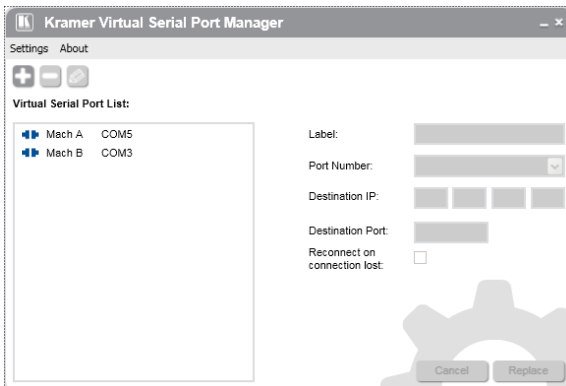 Kramer Virtual Serial Port Manager
Settings About
Virtual Serial Port List:
Mach A COM5
Mach B COM3
Label:
Port Number:
Destination IP:
Destination Port:
Reconnect on
connection lost:
Cancel Replace